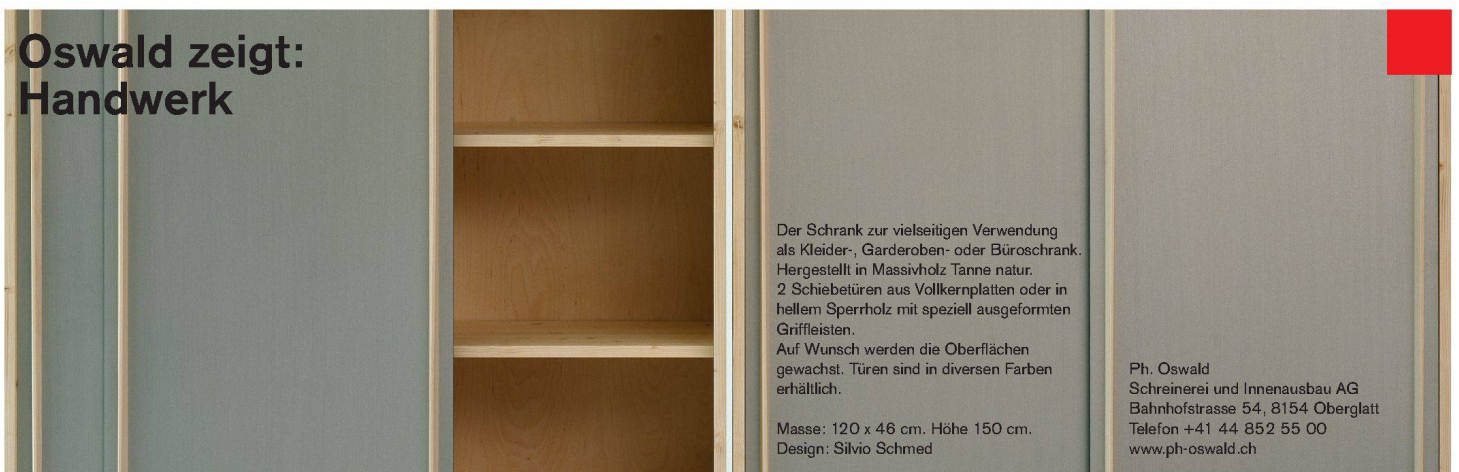 Oswald zeigt:
Handwerk
Der Schrank zur vielseitigen Verwendung
als Kleider-, Garderoben- oder Büroschrank.
Hergestellt in Massivholz Tanne natur.
2 Schiebetüren aus Vollkernplatten oder in
hellem Sperrholz mit speziell ausgeformten
Griffleisten.
Auf Wunsch werden die Oberflächen
gewachst. Türen sind in diversen Farben
erhältlich.
Masse: 120 x 46 cm. Höhe 150 cm.
Design: Silvio Schmed
Ph. Oswald
Schreinerei und Innenausbau AG
Bahnhofstrasse 54, 8154 Oberglatt
Telefon +41 44 852 55 00
www.ph-oswald.ch